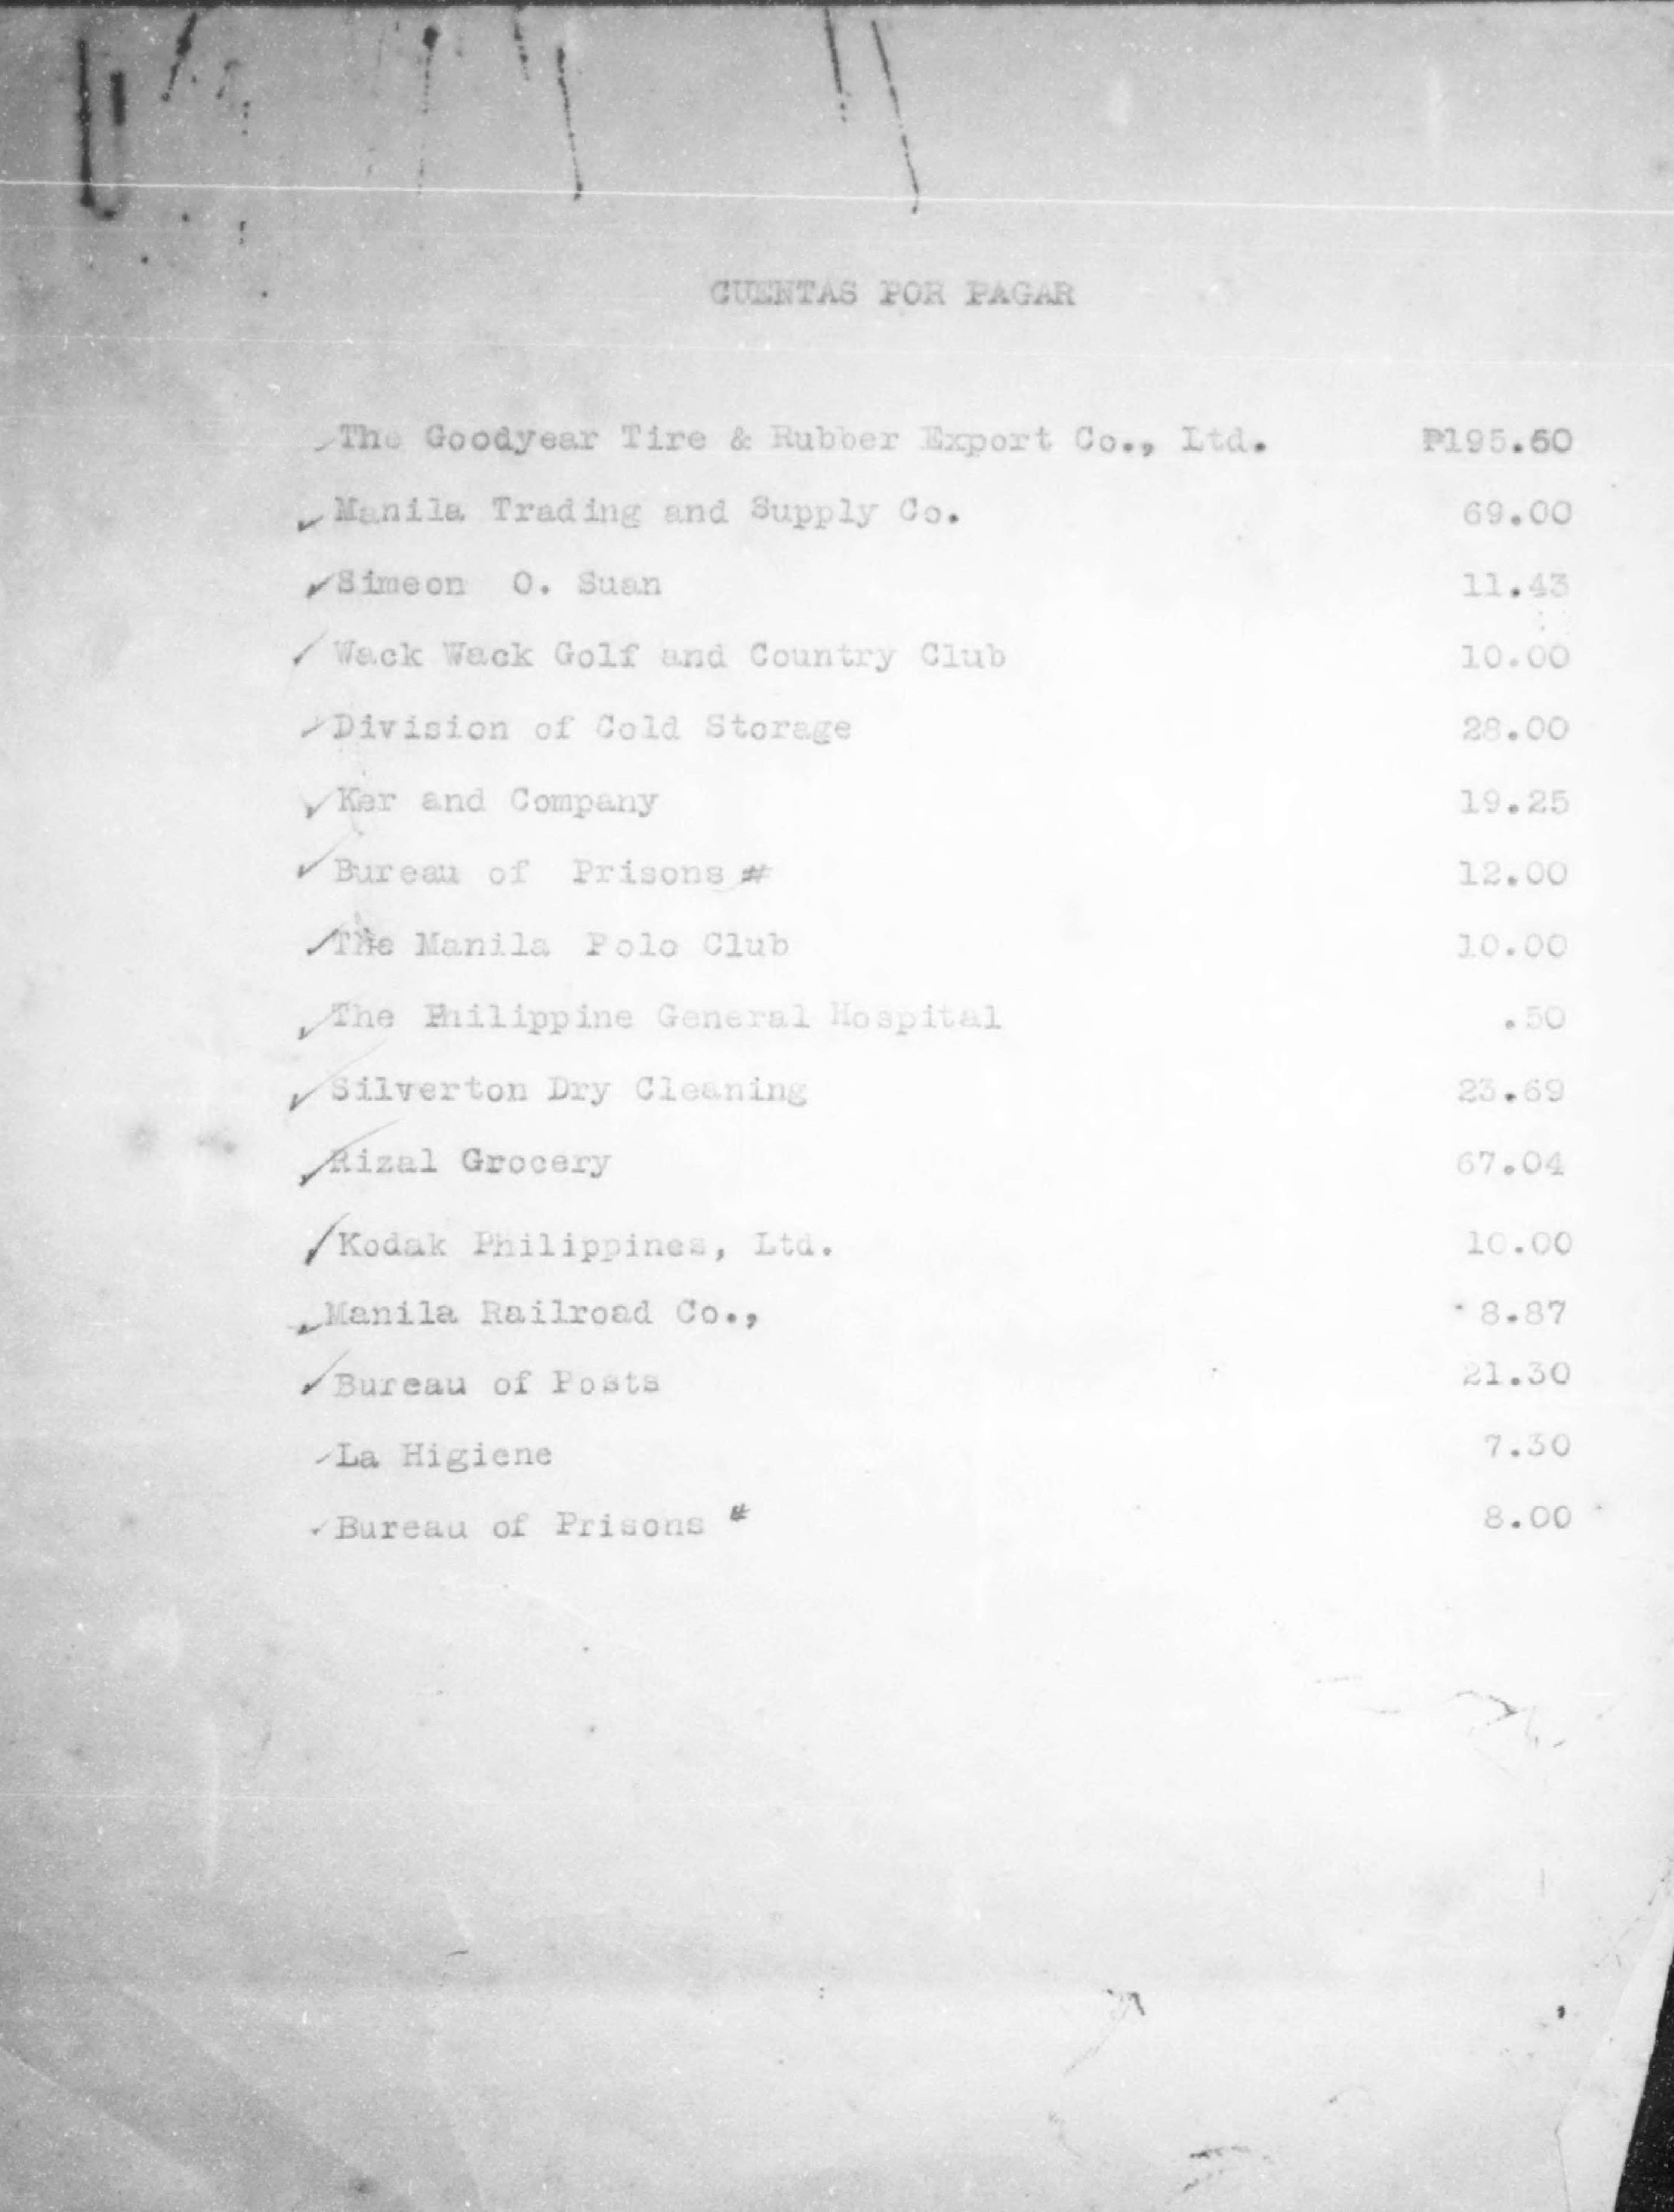 CUENTAS POR PAGAR
The Goodyear Tire & Rubber Export Co., Ltd. ₱195.60
Manila Trading and Supply Co. 69.00
Simeon O. Suan 11.43
Wack Wack Golf and Country Club 10.00
Division of Cold Storage 28.00
Ker and Company 19.25
Bureau of Prisons # 12.00
The Manila Polo Club 10.00
The Philippine General Hospital .50
Silverton Dry Cleaning 23.69
Rizal Grocery 67.04
Kodak Philippines, Ltd. 10.00
Manila Railroad Co., 8.87
Bureau of Posts 21.30
La Higiene 7.30
Bureau of Prisons # 8.00